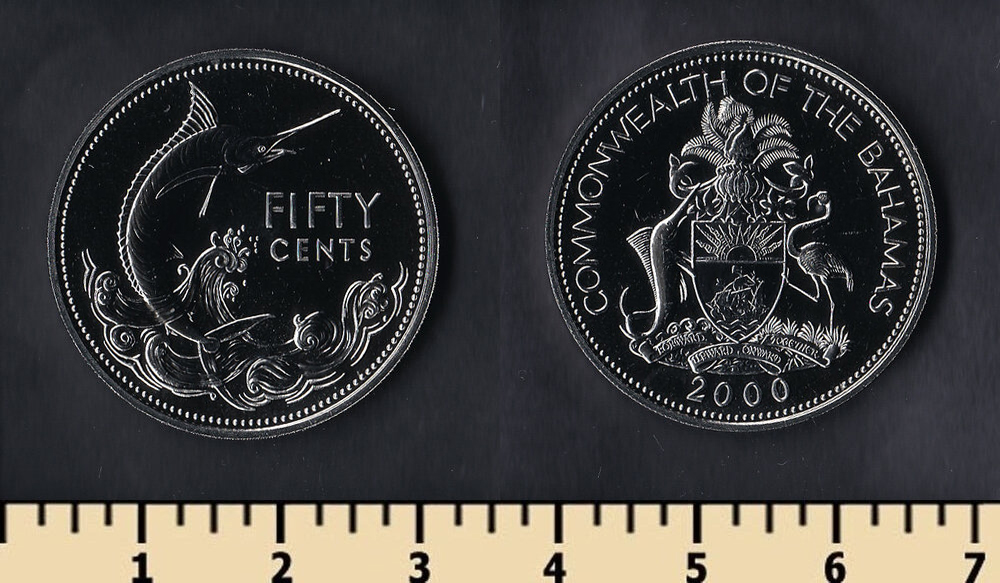 FIFTY
CENTS
COMMONWEALTH OF THE BAHAMAS
FORWARD UPWARD ONWARD TOGETHER
2000
1 2 3 4 5 6 7